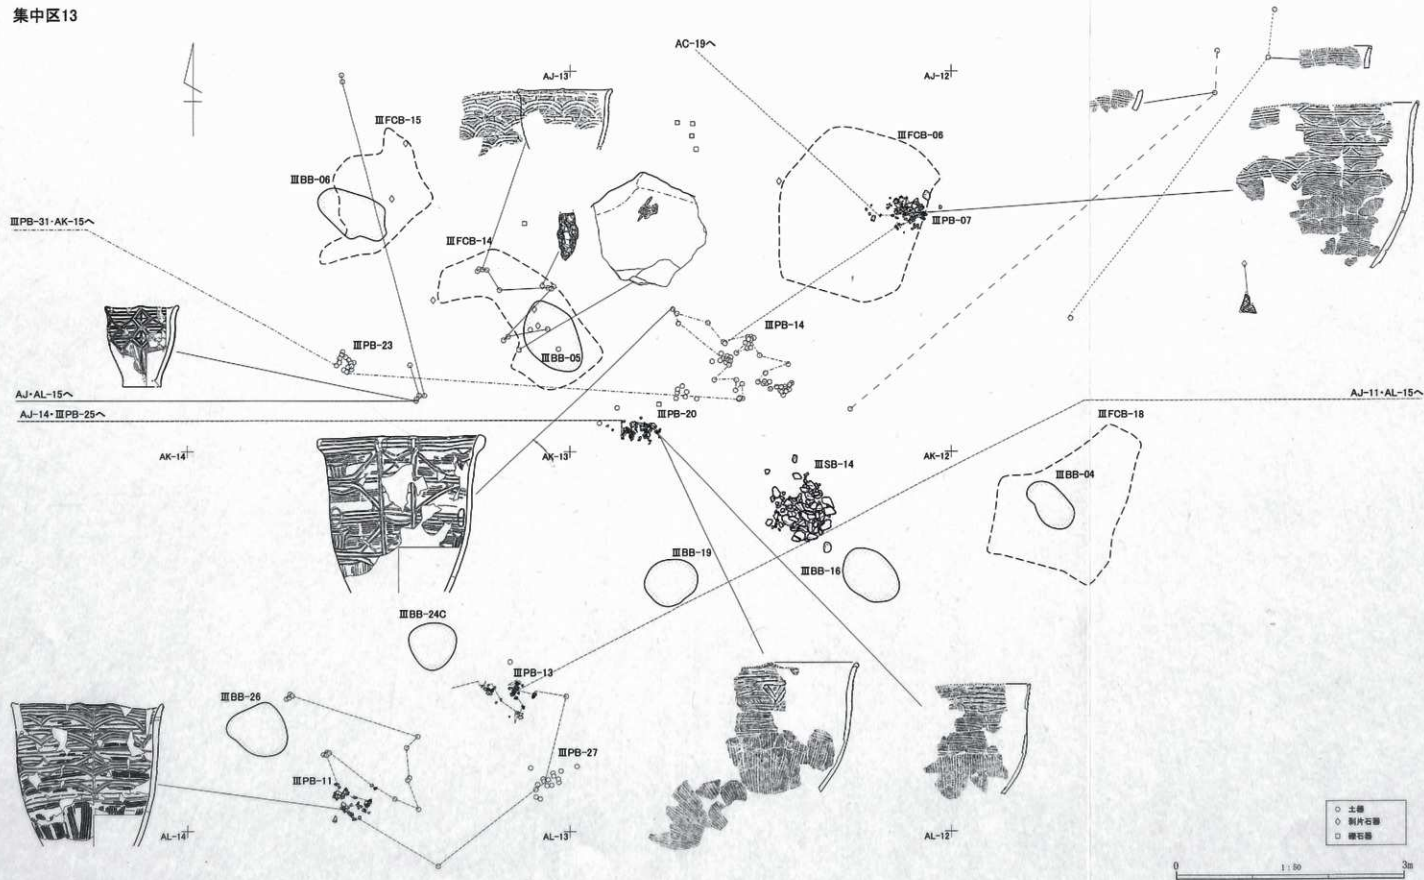 集中区13
AC-19へ
AJ-13
AJ-12
ⅢFCB-15
ⅢFCB-06
ⅢBB-06
ⅢPB-31・AK-15へ
ⅢPB-07
ⅢFCB-14
ⅢPB-14
ⅢPB-23
ⅢBB-05
AJ・AL-15へ
AJ-11・AL-15へ
AJ-14・ⅢPB-25へ
ⅢPB-20
ⅢFCB-18
AK-14
AK-13
AK-12
ⅢSB-14
ⅢBB-04
ⅢBB-19
ⅢBB-16
ⅢBB-24C
ⅢPB-13
ⅢBB-26
ⅢPB-27
ⅢPB-11
AL-14
AL-13
AL-12
土器
剥片石器
礫石器
0
1:50
3m